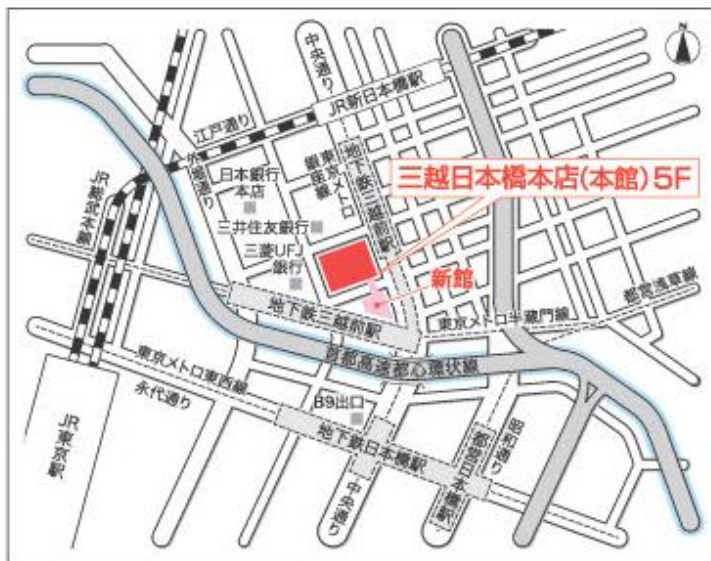 N
中央通り
JR新日本橋駅
江戸通り
外堀通り
JR総武本線
日本銀行
本店
東京メトロ
銀座線
地下鉄三越前駅
三越日本橋本店(本館)5F
三井住友銀行
三菱UFJ
銀行
新館
都営浅草線
地下鉄三越前駅
東京メトロ半蔵門線
首都高速都心環状線
東京メトロ東西線
永代通り
B9出口
JR東京駅
地下鉄日本橋駅
都営日本橋駅
昭和通り
中央通り